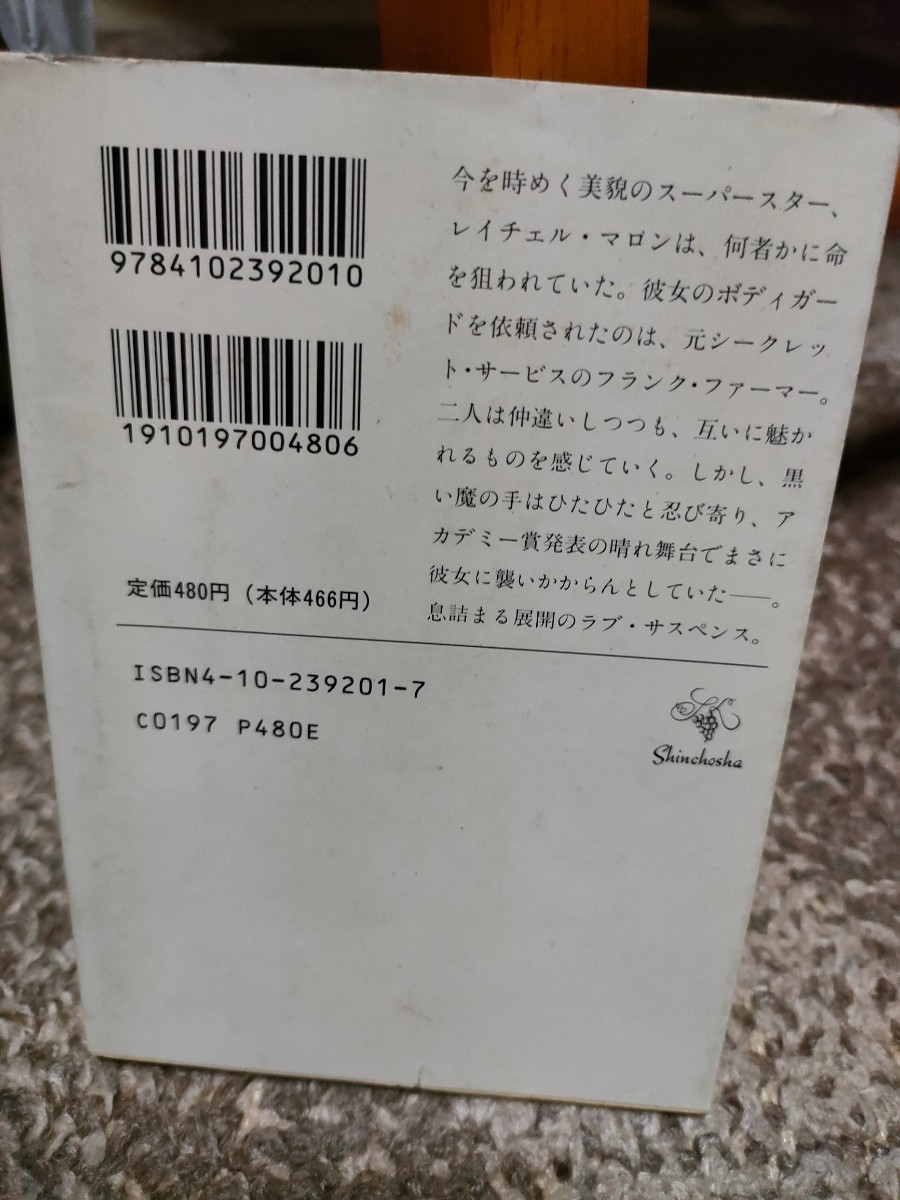 9784102392010
1910197004806
定価480円（本体466円）
ISBN4-10-239201-7
C0197 P480E
今を時めく美貌のスーパースター、
レイチェル・マロンは、何者かに命
を狙われていた。彼女のボディガー
ドを依頼されたのは、元シークレッ
ト・サービスのフランク・ファーマー。
二人は仲違いしつつも、互いに魅か
れるものを感じていく。しかし、黒
い魔の手はひたひたと忍び寄り、ア
カデミー賞発表の晴れ舞台でまさに
彼女に襲いかからんとしていた──。
息詰まる展開のラブ・サスペンス。
Shinchosha